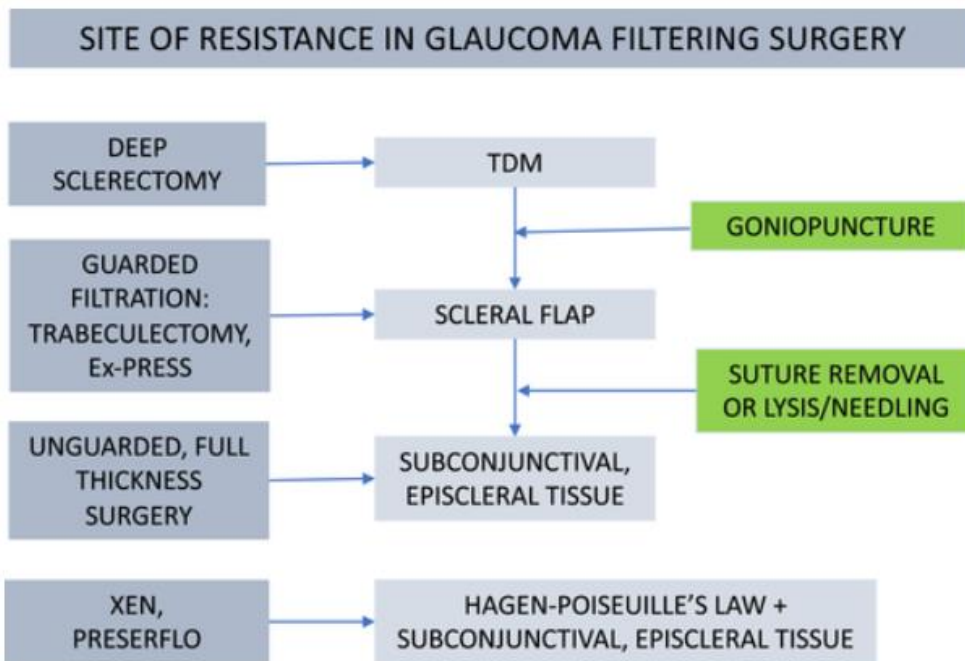 SITE OF RESISTANCE IN GLAUCOMA FILTERING SURGERY
DEEP
SCLERECTOMY
TDM
GONIOPUNCTURE
GUARDED
FILTRATION:
TRABECULECTOMY,
Ex-PRESS
SCLERAL FLAP
SUTURE REMOVAL
OR LYSIS/NEEDLING
UNGUARDED, FULL
THICKNESS
SURGERY
SUBCONJUNCTIVAL,
EPISCLERAL TISSUE
XEN,
PRESERFLO
HAGEN-POISEUILLE'S LAW +
SUBCONJUNCTIVAL, EPISCLERAL TISSUE